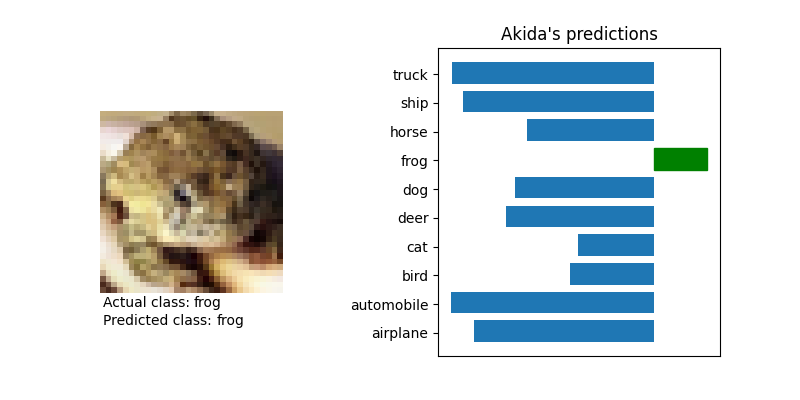 Akida's predictions
truck
ship
horse
frog
dog
deer
cat
bird
automobile
airplane
Actual class: frog
Predicted class: frog